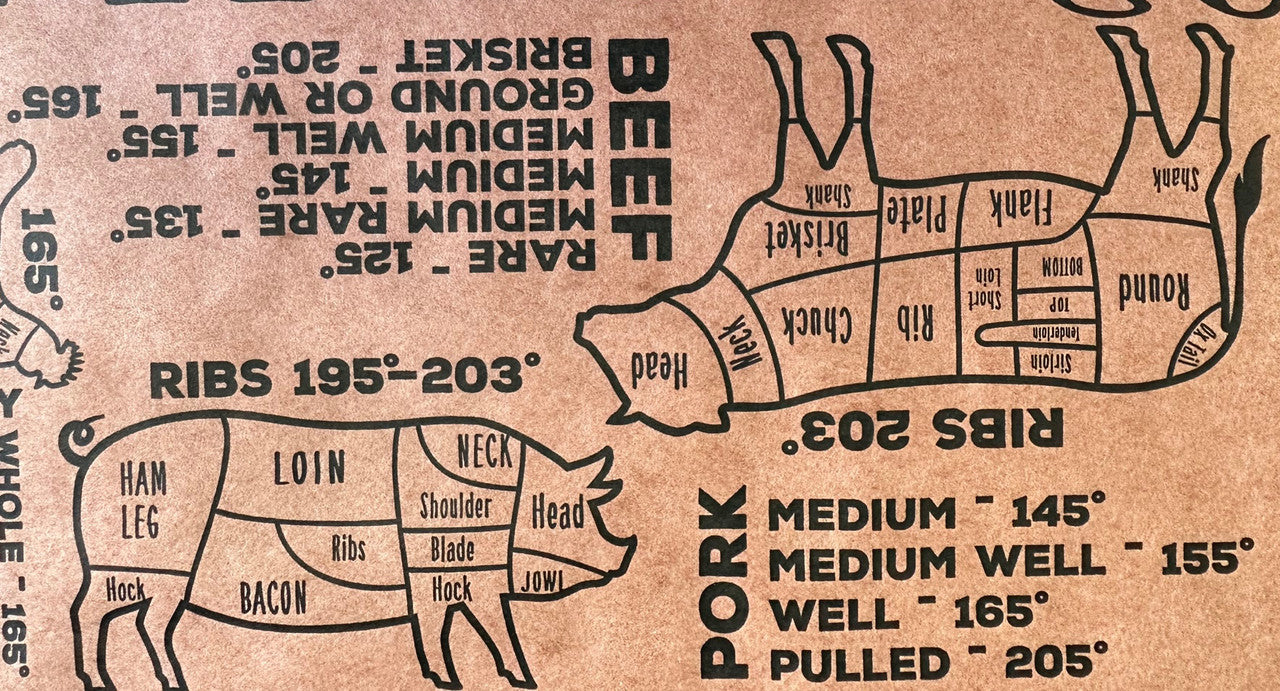 BEEF
RARE - 125°
MEDIUM RARE - 135°
MEDIUM - 145°
MEDIUM WELL - 155°
GROUND OR WELL - 165°
BRISKET - 205°
RIBS 203°
Head
Neck
Chuck
Rib
Short
Loin
Sirloin
Tenderloin
TOP
BOTTOM
Round
Ox Tail
Brisket
Plate
Flank
Shank
Shank
165°
Neck
Y WHOLE - 165°
RIBS 195°-203°
HAM
LEG
LOIN
NECK
Shoulder
Head
Ribs
Blade
Hock
BACON
Hock
JOWL
PORK
MEDIUM - 145°
MEDIUM WELL - 155°
WELL - 165°
PULLED - 205°